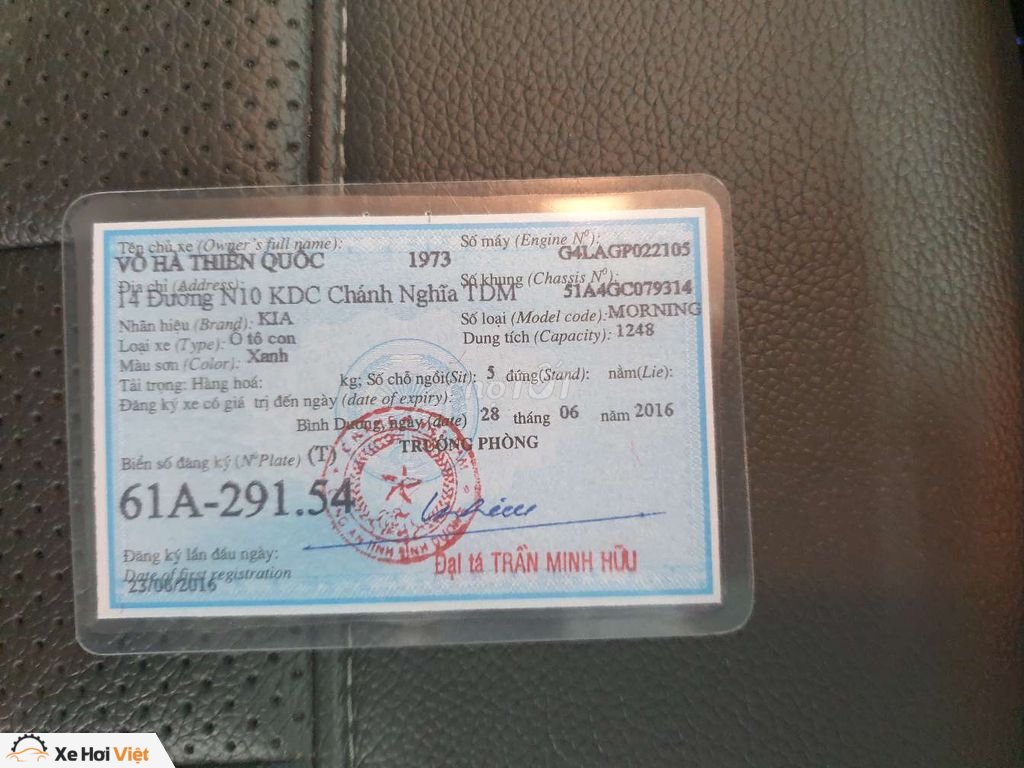 Tên chủ xe (Owner's full name):
VÕ HÀ THIÊN QUỐC 1973
Số máy (Engine Nº):
G4LAGP022105
Địa chỉ (Address):
14 Đường N10 KDC Chánh Nghĩa TDM
Số khung (Chassis Nº):
51A4GC079314
Nhãn hiệu (Brand): KIA
Số loại (Model code): MORNING
Loại xe (Type): Ô tô con
Dung tích (Capacity): 1248
Màu sơn (Color): Xanh
Tải trọng: Hàng hoá: kg; Số chỗ ngồi(Sit): 5 đứng(Stand): nằm(Lie):
Đăng ký xe có giá trị đến ngày (date of expiry):
Bình Dương, ngày (date) 28 tháng 06 năm 2016
TRƯỞNG PHÒNG
Biển số đăng ký (NºPlate) (T)
61A-291.54
Đăng ký lần đầu ngày:
Date of first registration
23/06/2016
Đại tá TRẦN MINH HỮU
Xe Hơi Việt